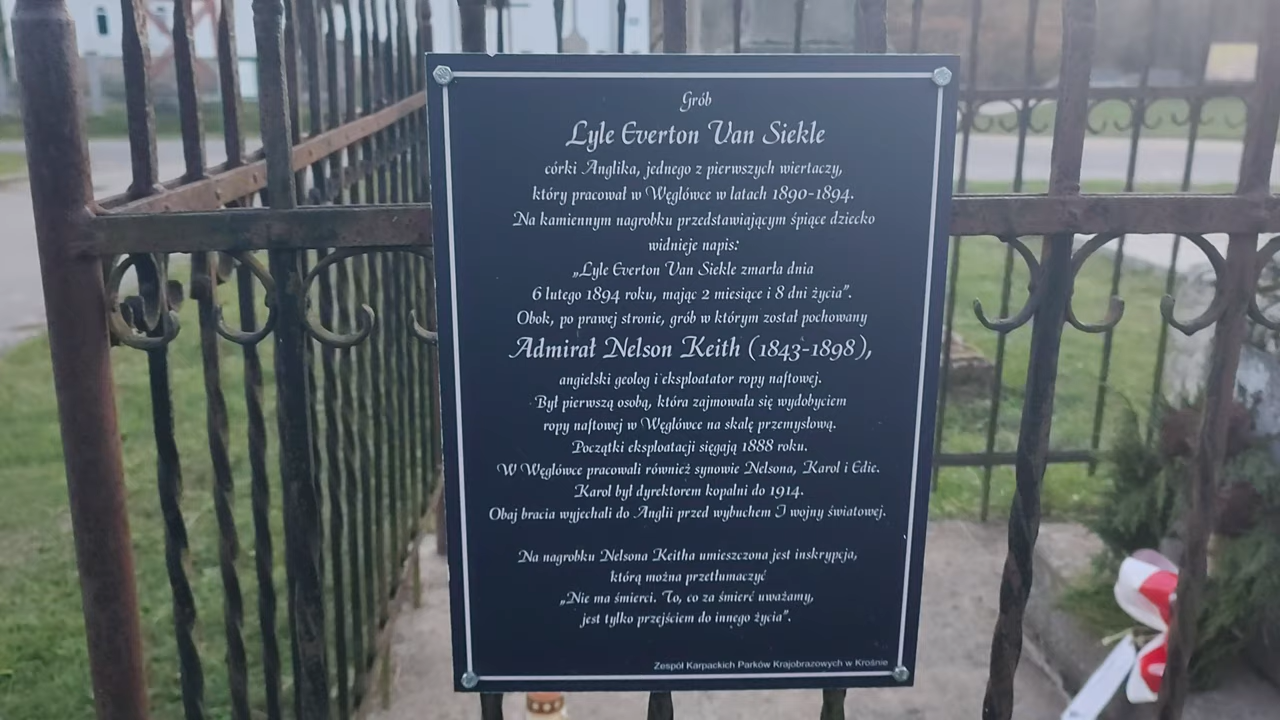 Grób
Lyle Everton Van Siekle
córki Anglika, jednego z pierwszych wiertaczy,
który pracował w Węglówce w latach 1890-1894.
Na kamiennym nagrobku przedstawiającym śpiące dziecko
widnieje napis:
„Lyle Everton Van Siekle zmarła dnia
6 lutego 1894 roku, mając 2 miesiące i 8 dni życia”.
Obok, po prawej stronie, grób w którym został pochowany
Admirał Nelson Keith (1843-1898),
angielski geolog i eksploatator ropy naftowej.
Był pierwszą osobą, która zajmowała się wydobyciem
ropy naftowej w Węglówce na skalę przemysłową.
Początki eksploatacji sięgają 1888 roku.
W Węglówce pracowali również synowie Nelsona, Karol i Edie.
Karol był dyrektorem kopalni do 1914.
Obaj bracia wyjechali do Anglii przed wybuchem I wojny światowej.
Na nagrobku Nelsona Keitha umieszczona jest inskrypcja,
którą można przetłumaczyć
„Nie ma śmierci. To, co za śmierć uważamy,
jest tylko przejściem do innego życia”.
Zespół Karpackich Parków Krajobrazowych w Krośnie